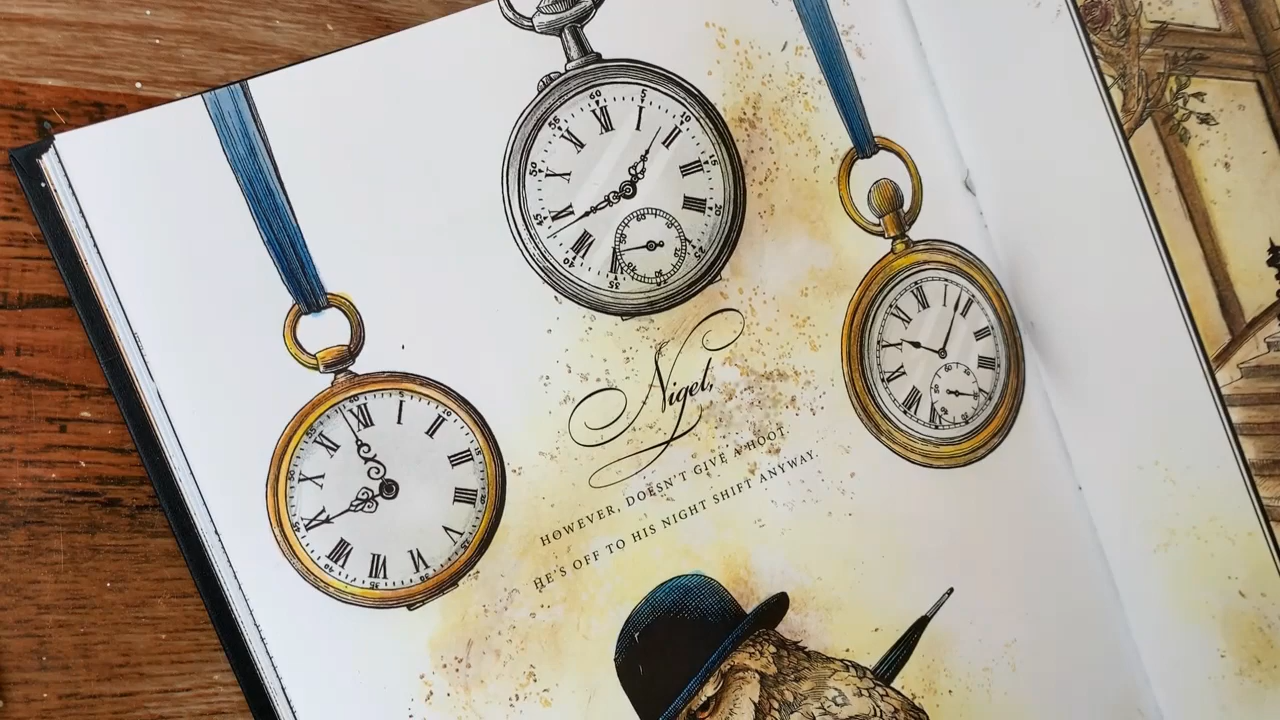 Nigel,
HOWEVER, DOESN'T GIVE A HOOT
HE'S OFF TO HIS NIGHT SHIFT ANYWAY.